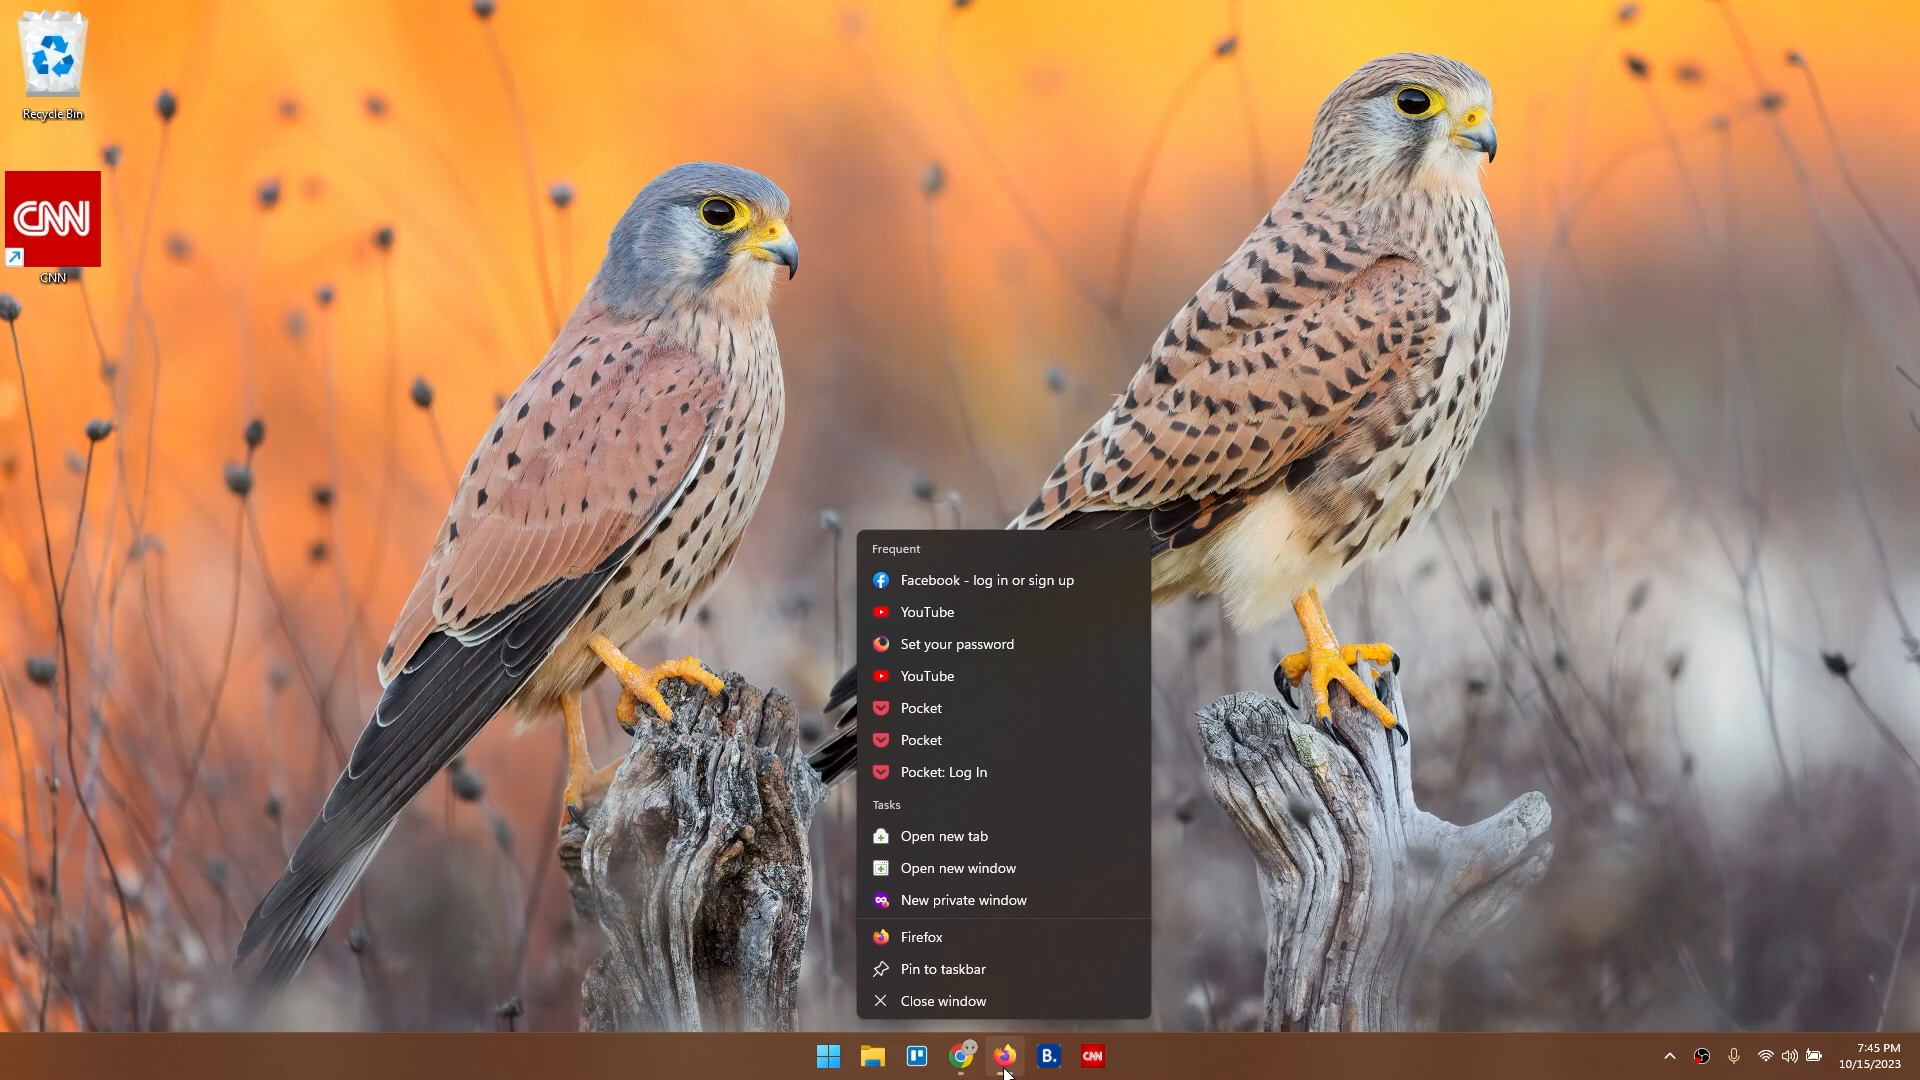 Recycle Bin
CNN
CNN
Frequent
Facebook - log in or sign up
YouTube
Set your password
YouTube
Pocket
Pocket
Pocket: Log In
Tasks
Open new tab
Open new window
New private window
Firefox
Pin to taskbar
Close window
B.
CNN
7:45 PM
10/15/2023